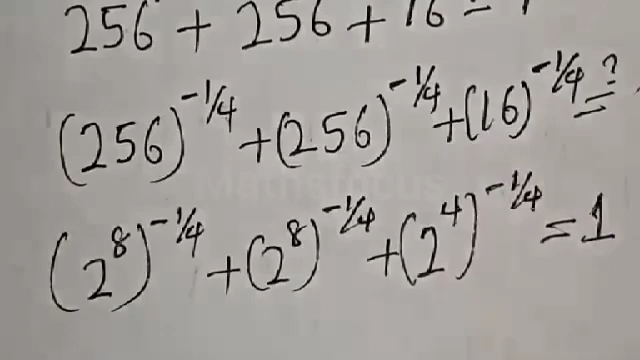 256 + 256 + 16 =
(256)^{-1/4} + (256)^{-1/4} + (16)^{-1/4} ?=
(2^8)^{-1/4} + (2^8)^{-1/4} + (2^4)^{-1/4} = 1